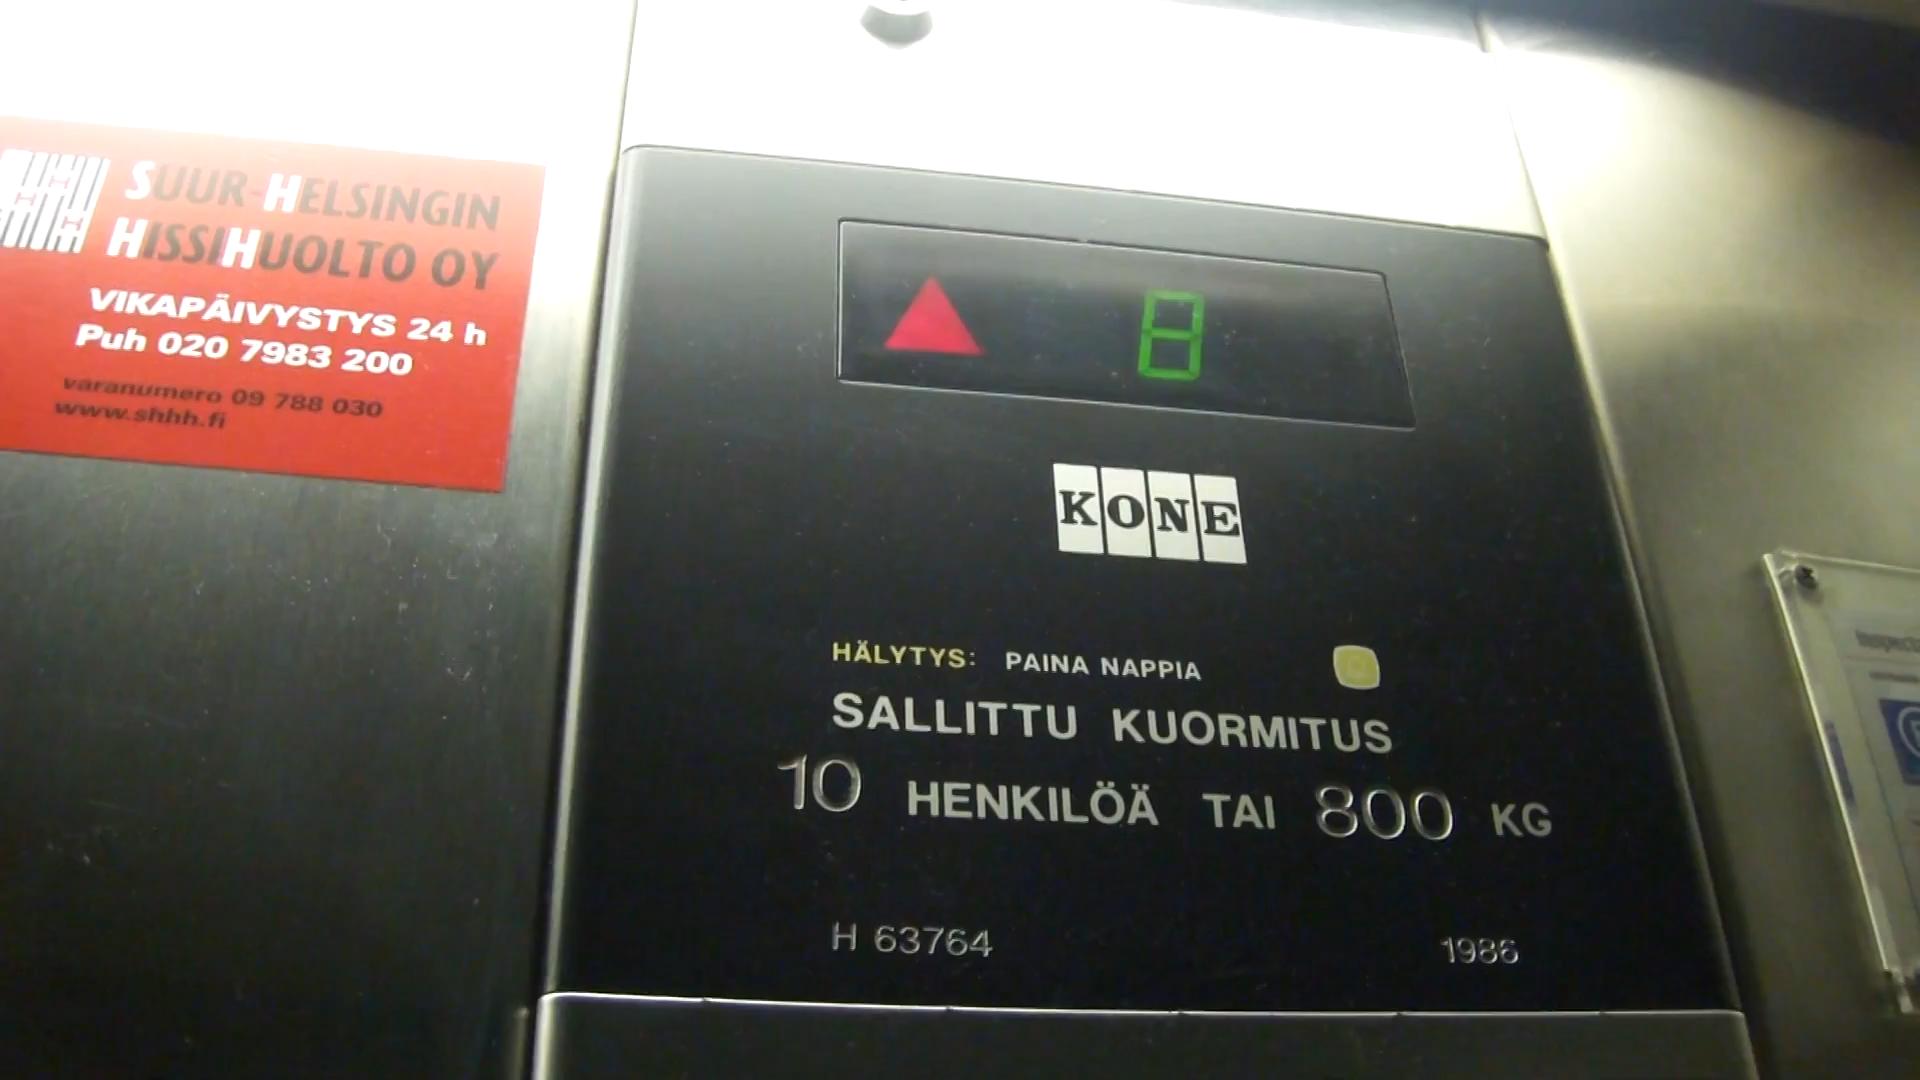 SUUR-HELSINGIN
HISSIHUOLTO OY
VIKAPÄIVYSTYS 24 h
Puh 020 7983 200
varanumero 09 788 030
www.shhh.fi
8
KONE
HÄLYTYS: PAINA NAPPIA
SALLITTU KUORMITUS
10 HENKILÖÄ TAI 800 KG
H 63764 1986